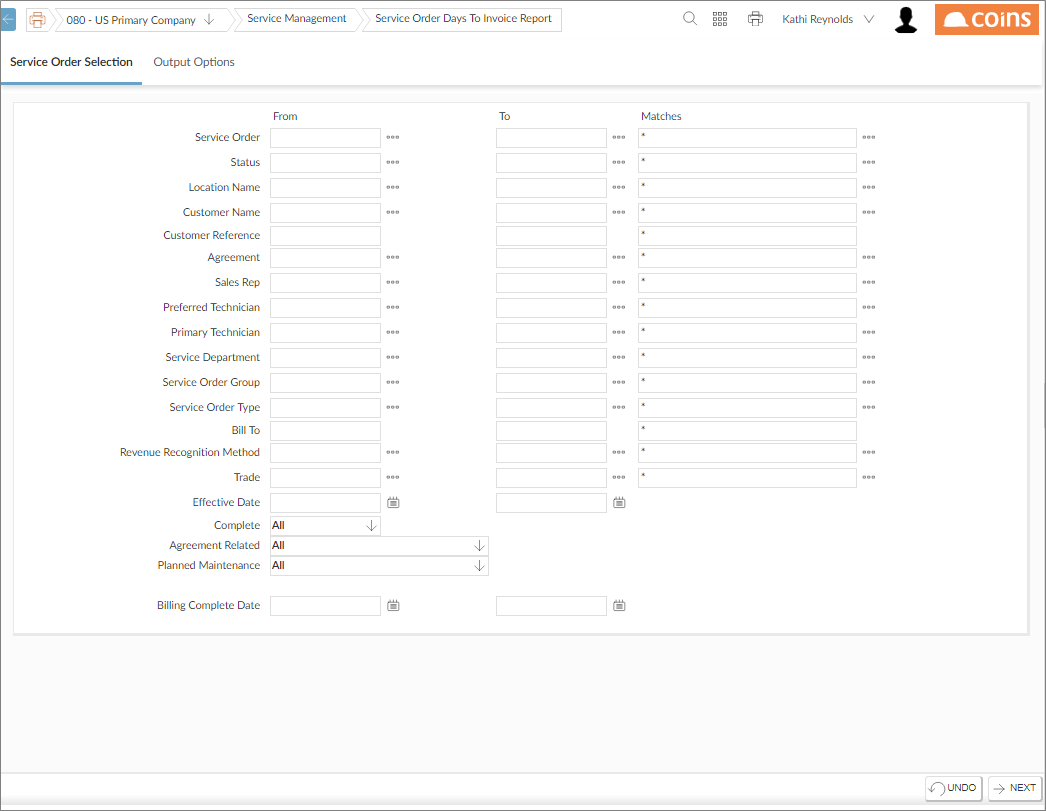 080 - US Primary Company Service Management Service Order Days To Invoice Report Kathi Reynolds coins
Service Order Selection Output Options
From To Matches
Service Order *
Status *
Location Name *
Customer Name *
Customer Reference *
Agreement *
Sales Rep *
Preferred Technician *
Primary Technician *
Service Department *
Service Order Group *
Service Order Type *
Bill To *
Revenue Recognition Method *
Trade *
Effective Date
Complete All
Agreement Related All
Planned Maintenance All
Billing Complete Date
UNDO NEXT